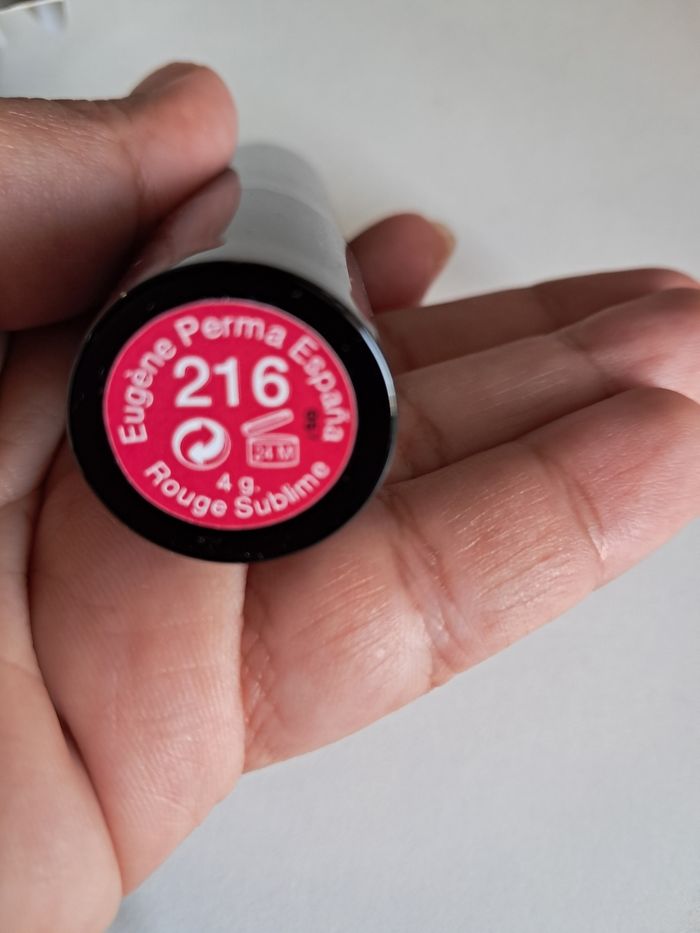 Eugène Perma España
216
24 M
4 g.
Rouge Sublime